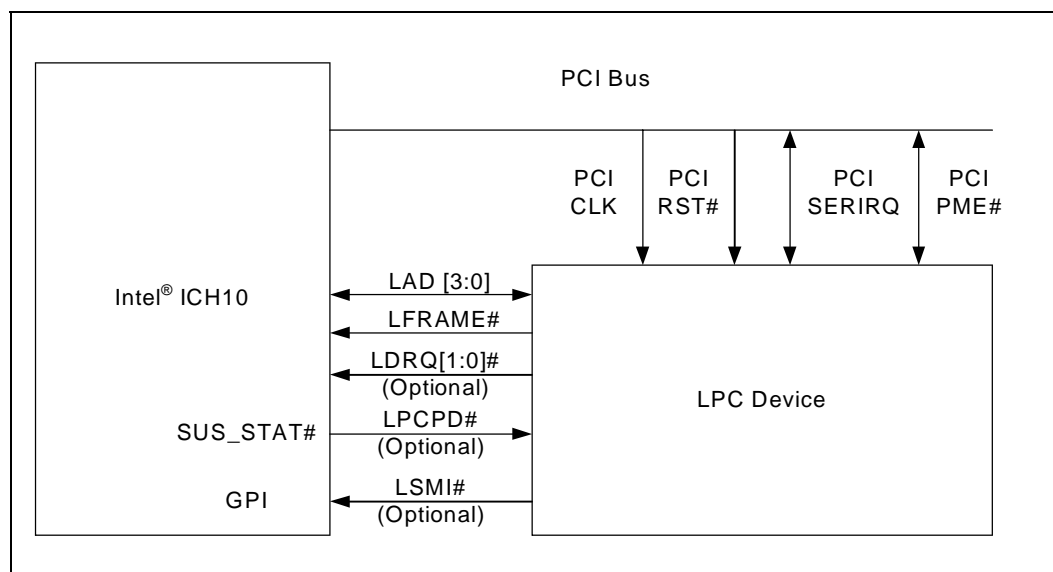 PCI Bus
PCI
CLK
PCI
RST#
PCI
SERIRQ
PCI
PME#
Intel® ICH10
LAD [3:0]
LFRAME#
LDRQ[1:0]#
(Optional)
SUS_STAT#
LPCPD#
(Optional)
GPI
LSMI#
(Optional)
LPC Device